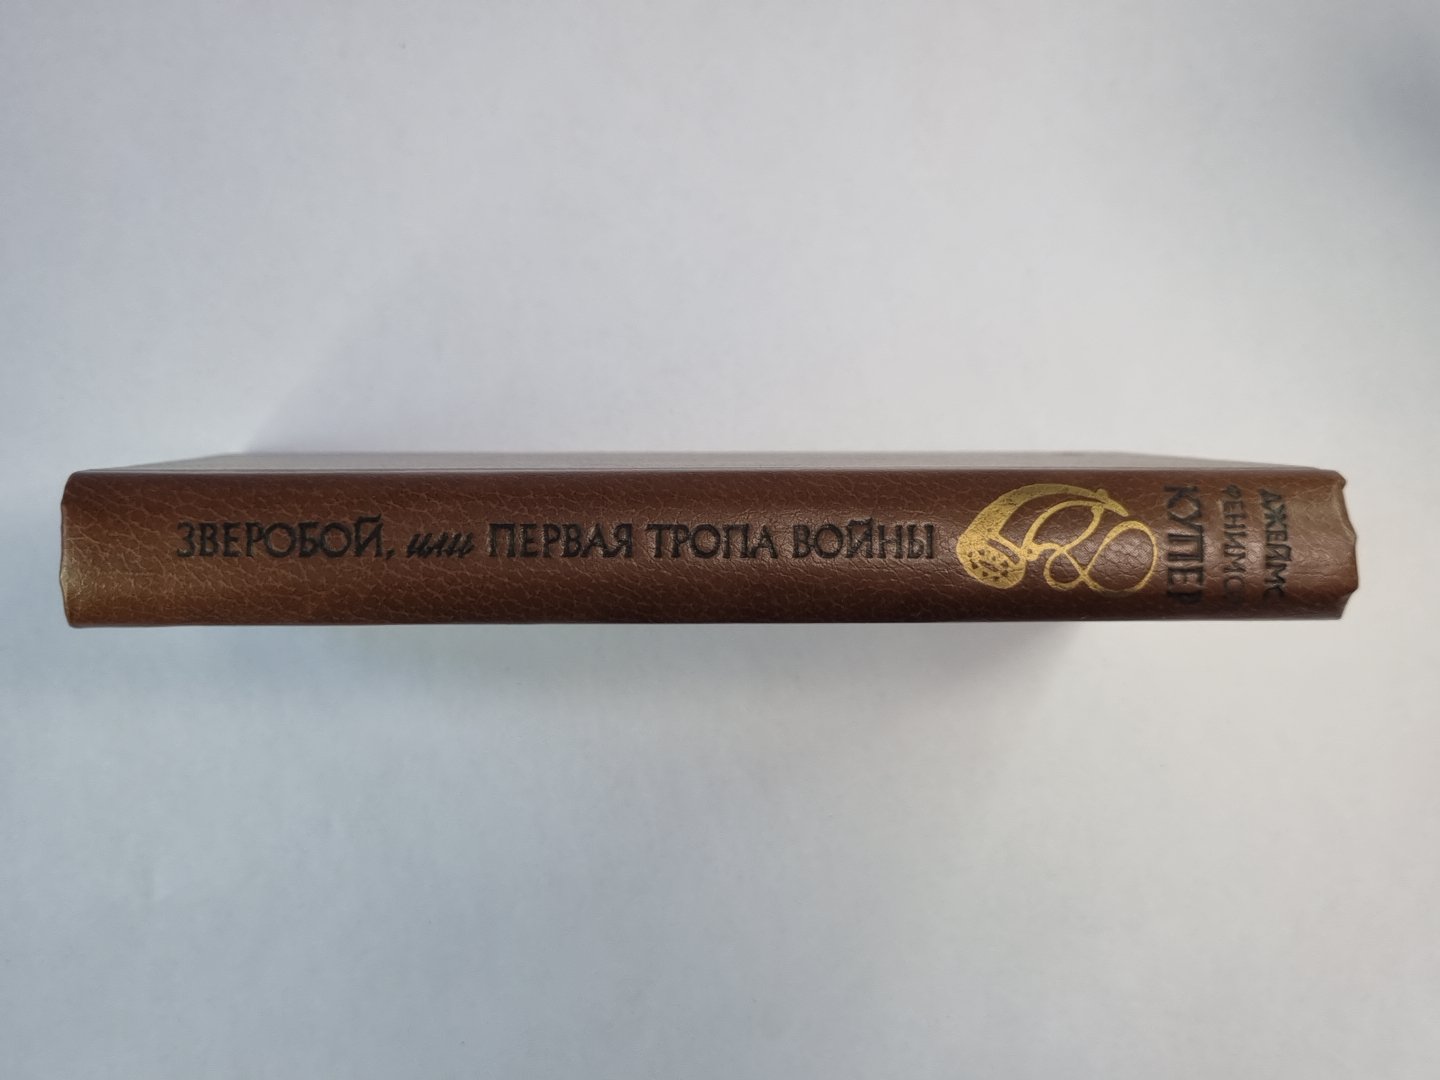 ДЖЕЙМС
ФЕНИМОР
КУПЕР
ЗВЕРОБОЙ, или ПЕРВАЯ ТРОПА ВОЙНЫ